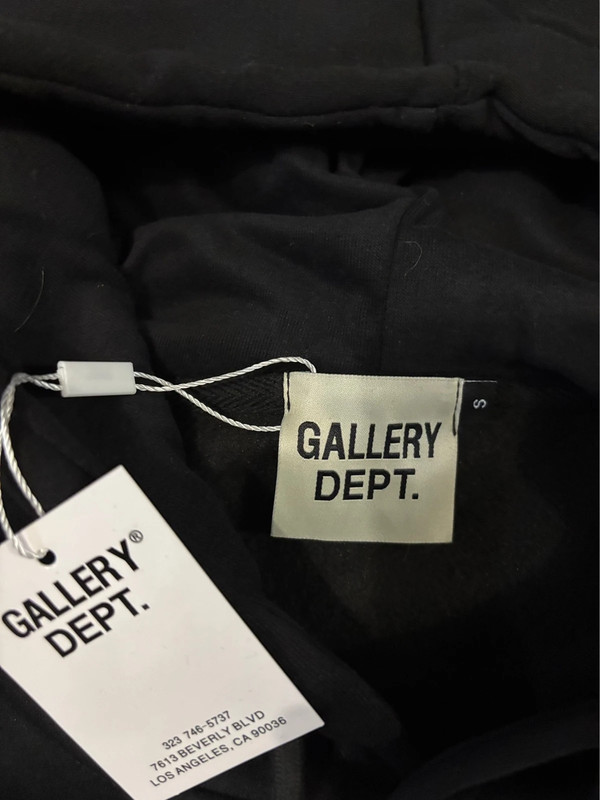 GALLERY
DEPT.
S
GALLERY®
DEPT.
323 746-5737
7613 BEVERLY BLVD
LOS ANGELES, CA 90036